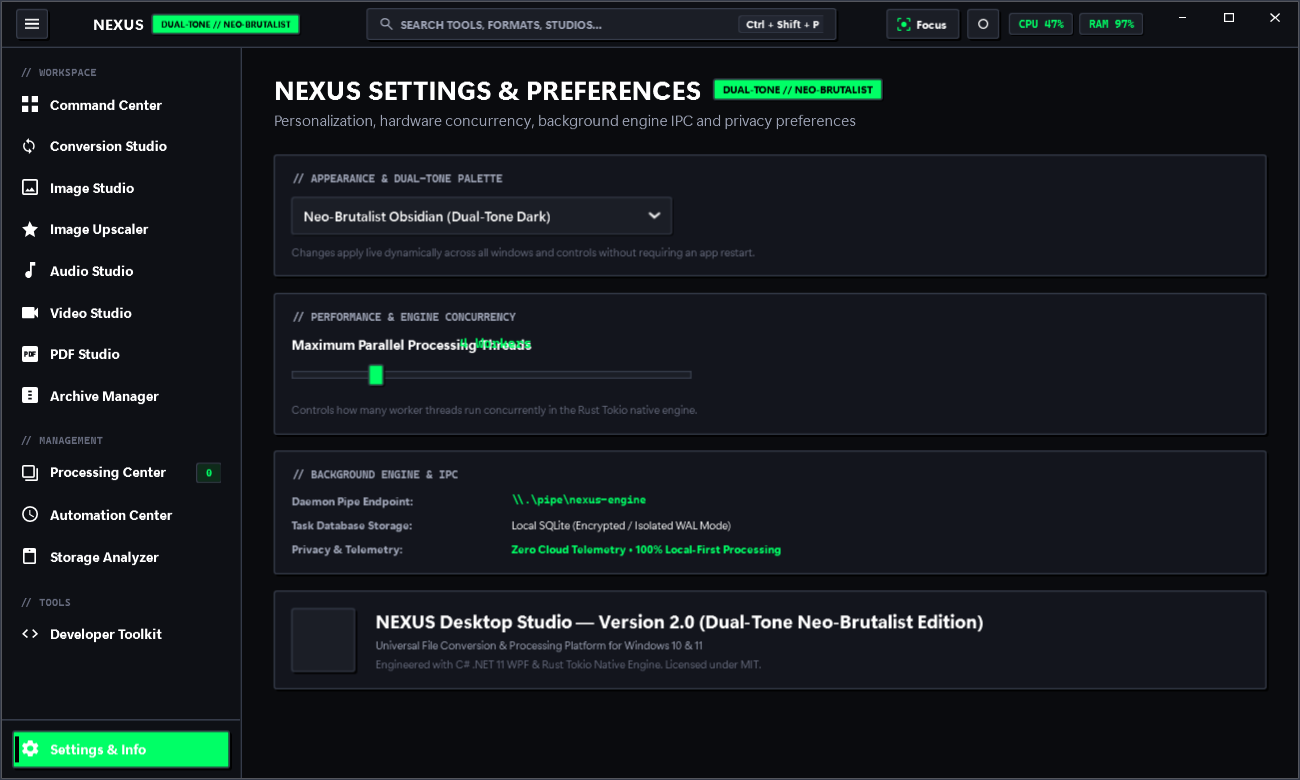 NEXUS
DUAL-TONE // NEO-BRUTALIST
SEARCH TOOLS, FORMATS, STUDIOS...
Ctrl + Shift + P
Focus
CPU 47%
RAM 97%
// WORKSPACE
Command Center
Conversion Studio
Image Studio
Image Upscaler
Audio Studio
Video Studio
PDF
PDF Studio
Archive Manager
// MANAGEMENT
Processing Center
0
Automation Center
Storage Analyzer
// TOOLS
Developer Toolkit
Settings & Info
NEXUS SETTINGS & PREFERENCES
DUAL-TONE // NEO-BRUTALIST
Personalization, hardware concurrency, background engine IPC and privacy preferences
// APPEARANCE & DUAL-TONE PALETTE
Neo-Brutalist Obsidian (Dual-Tone Dark)
Changes apply live dynamically across all windows and controls without requiring an app restart.
// PERFORMANCE & ENGINE CONCURRENCY
Maximum Parallel Processing Threads
Workers
Controls how many worker threads run concurrently in the Rust Tokio native engine.
// BACKGROUND ENGINE & IPC
Daemon Pipe Endpoint:
\\.\pipe\nexus-engine
Task Database Storage:
Local SQLite (Encrypted / Isolated WAL Mode)
Privacy & Telemetry:
Zero Cloud Telemetry • 100% Local-First Processing
NEXUS Desktop Studio — Version 2.0 (Dual-Tone Neo-Brutalist Edition)
Universal File Conversion & Processing Platform for Windows 10 & 11
Engineered with C# .NET 11 WPF & Rust Tokio Native Engine. Licensed under MIT.